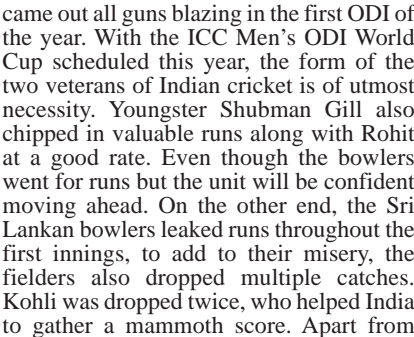 came out all guns blazing in the first ODI of
the year. With the ICC Men's ODI World
Cup scheduled this year, the form of the
two veterans of Indian cricket is of utmost
necessity. Youngster Shubman Gill also
chipped in valuable runs along with Rohit
at a good rate. Even though the bowlers
went for runs but the unit will be confident
moving ahead. On the other end, the Sri
Lankan bowlers leaked runs throughout the
first innings, to add to their misery, the
fielders also dropped multiple catches.
Kohli was dropped twice, who helped India
to gather a mammoth score. Apart from